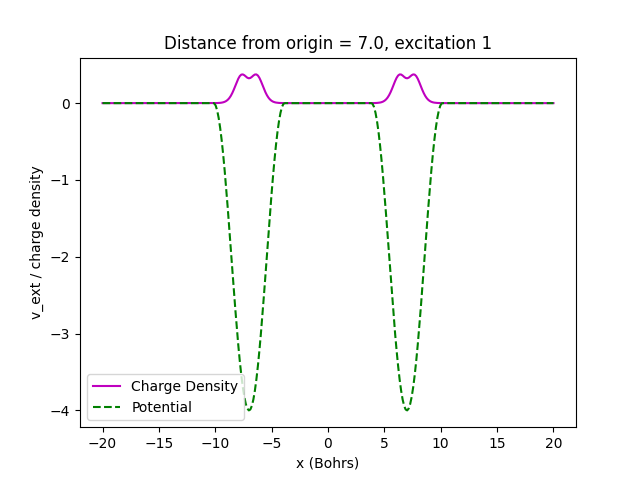 Distance from origin = 7.0, excitation 1
v_ext / charge density
0
−1
−2
−3
−4
Charge Density
Potential
−20 −15 −10 −5 0 5 10 15 20
x (Bohrs)